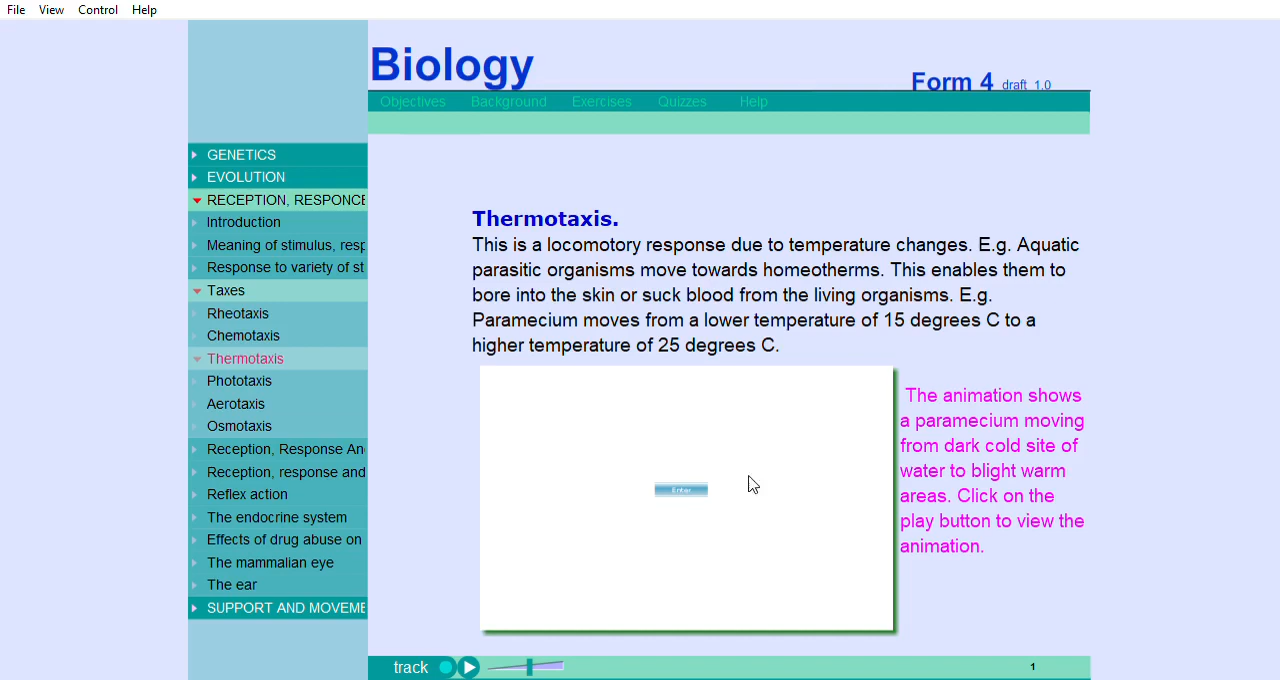 File View Control Help
Biology
Form 4 draft 1.0
Objectives Background Exercises Quizzes Help
GENETICS
EVOLUTION
RECEPTION, RESPONCE
Introduction
Meaning of stimulus, resp
Response to variety of st
Taxes
Rheotaxis
Chemotaxis
Thermotaxis
Phototaxis
Aerotaxis
Osmotaxis
Reception, Response An
Reception, response and
Reflex action
The endocrine system
Effects of drug abuse on
The mammalian eye
The ear
SUPPORT AND MOVEME
Thermotaxis.
This is a locomotory response due to temperature changes. E.g. Aquatic
parasitic organisms move towards homeotherms. This enables them to
bore into the skin or suck blood from the living organisms. E.g.
Paramecium moves from a lower temperature of 15 degrees C to a
higher temperature of 25 degrees C.
Enter
The animation shows
a paramecium moving
from dark cold site of
water to blight warm
areas. Click on the
play button to view the
animation.
track
1